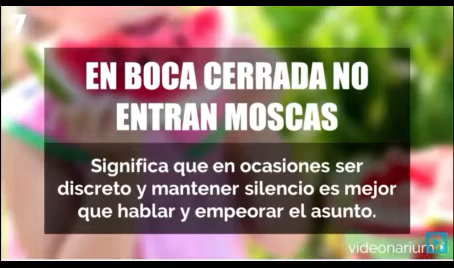 7
EN BOCA CERRADA NO
ENTRAN MOSCAS
Significa que en ocasiones ser
discreto y mantener silencio es mejor
que hablar y empeorar el asunto.
videonarium